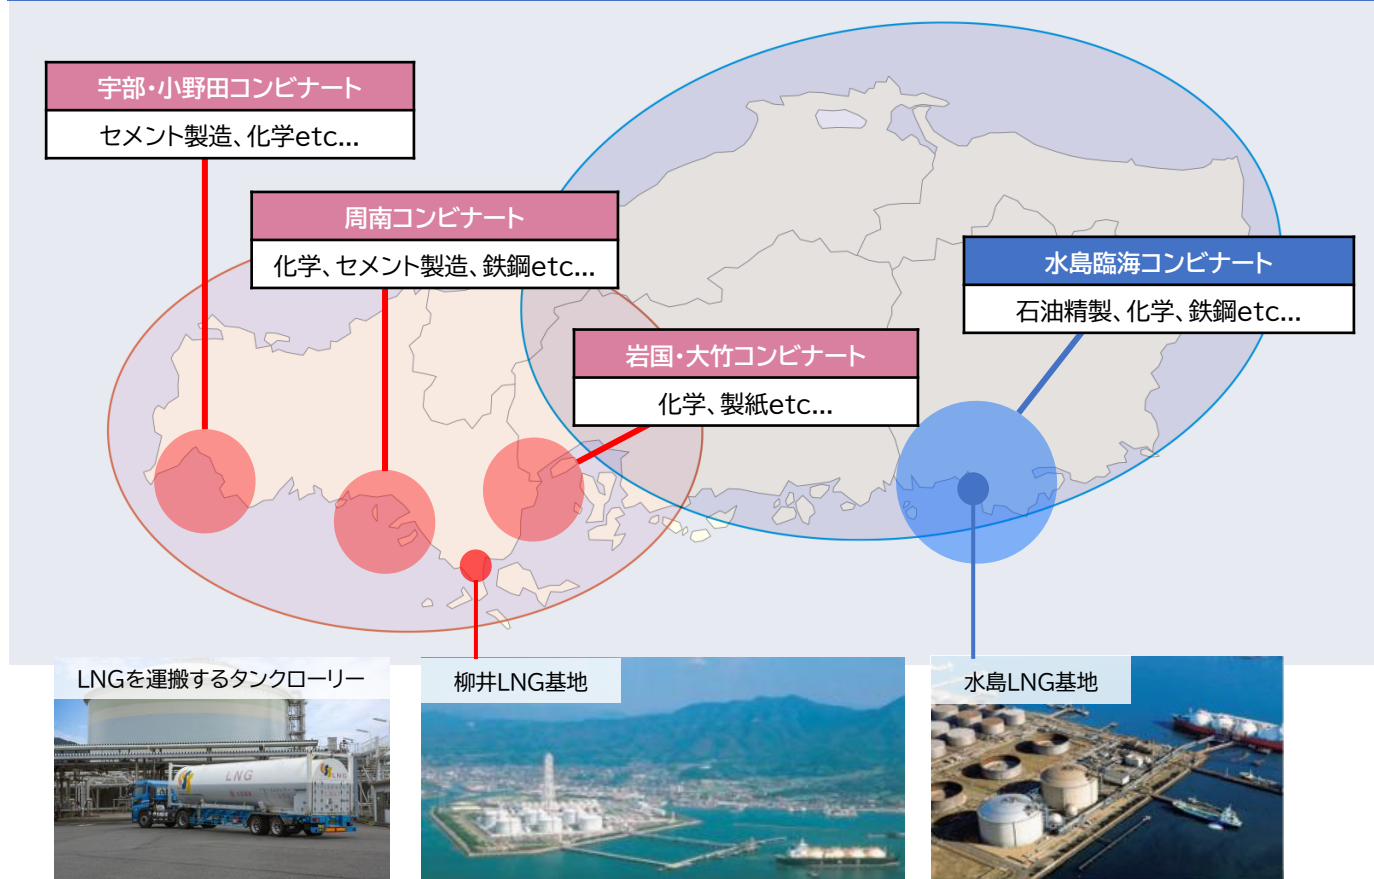 宇部・小野田コンビナート
セメント製造、化学etc...
周南コンビナート
化学、セメント製造、鉄鋼etc...
水島臨海コンビナート
石油精製、化学、鉄鋼etc...
岩国・大竹コンビナート
化学、製紙etc...
LNGを運搬するタンクローリー
柳井LNG基地
水島LNG基地
LNG
LNG